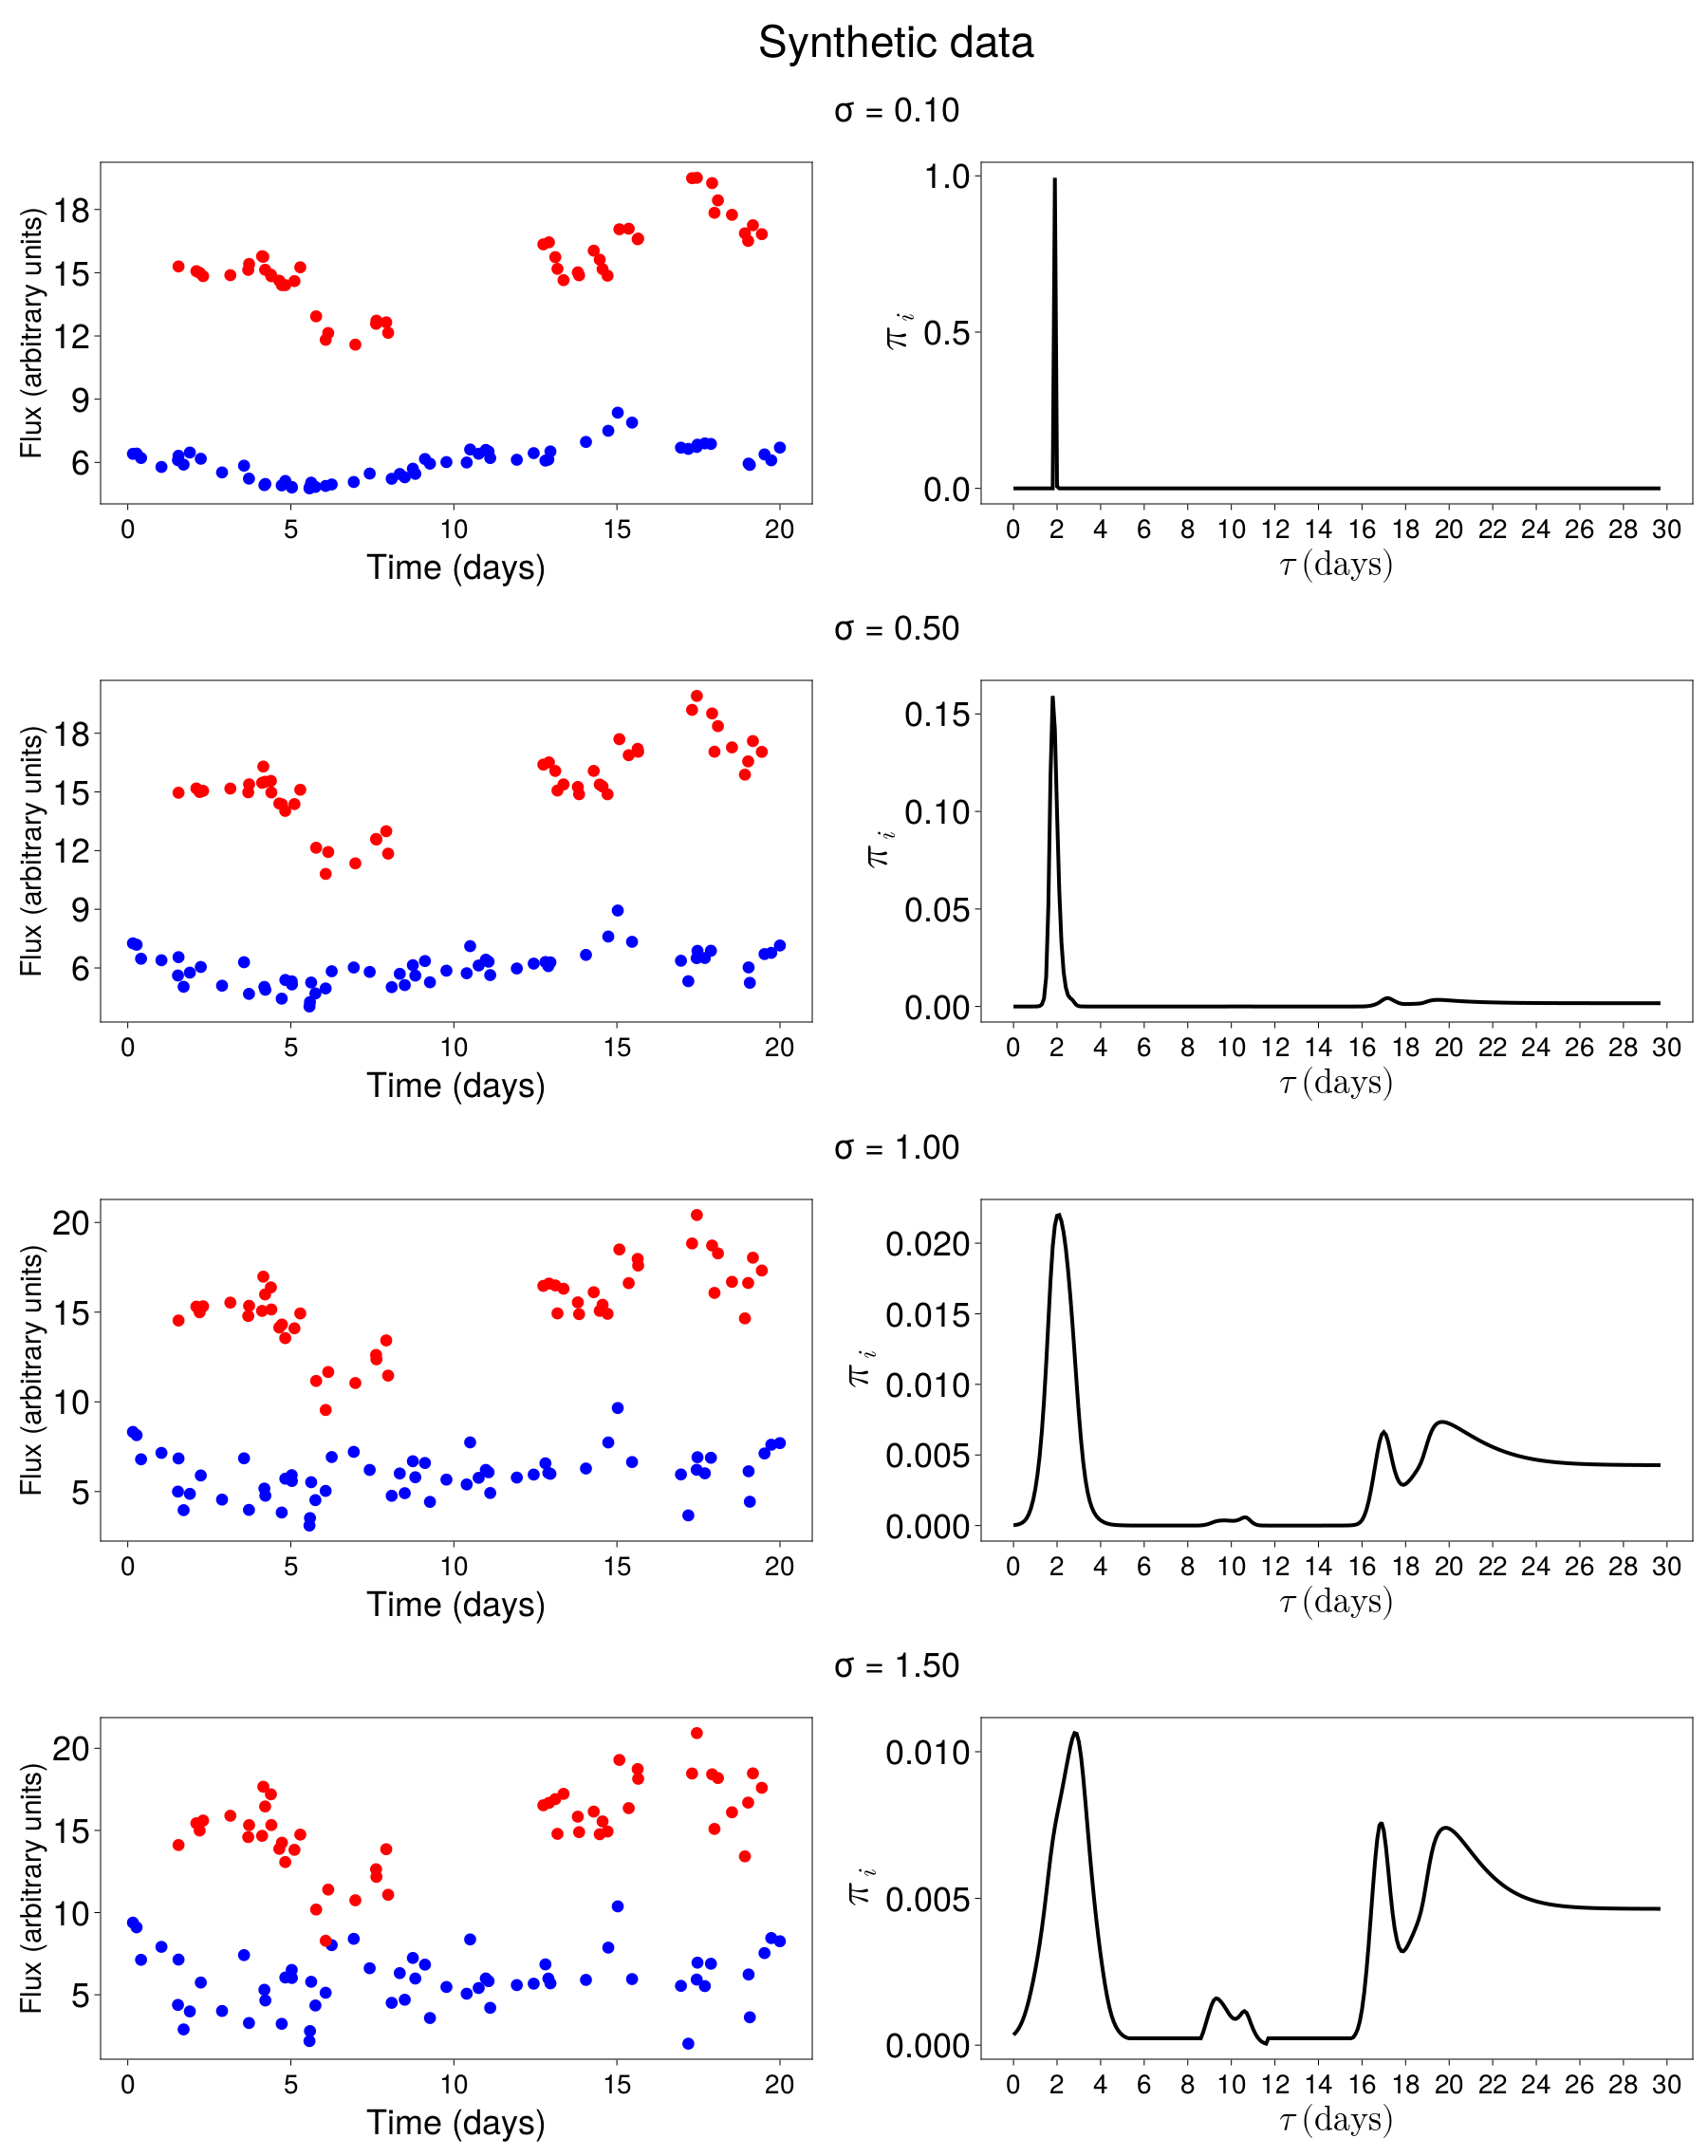 Synthetic data
σ = 0.10
Flux (arbitrary units)
18
15
12
9
6
0 5 10 15 20
Time (days)
π i
1.0
0.5
0.0
0 2 4 6 8 10 12 14 16 18 20 22 24 26 28 30
τ (days)
σ = 0.50
Flux (arbitrary units)
18
15
12
9
6
0 5 10 15 20
Time (days)
π i
0.15
0.10
0.05
0.00
0 2 4 6 8 10 12 14 16 18 20 22 24 26 28 30
τ (days)
σ = 1.00
Flux (arbitrary units)
20
15
10
5
0 5 10 15 20
Time (days)
π i
0.020
0.015
0.010
0.005
0.000
0 2 4 6 8 10 12 14 16 18 20 22 24 26 28 30
τ (days)
σ = 1.50
Flux (arbitrary units)
20
15
10
5
0 5 10 15 20
Time (days)
π i
0.010
0.005
0.000
0 2 4 6 8 10 12 14 16 18 20 22 24 26 28 30
τ (days)